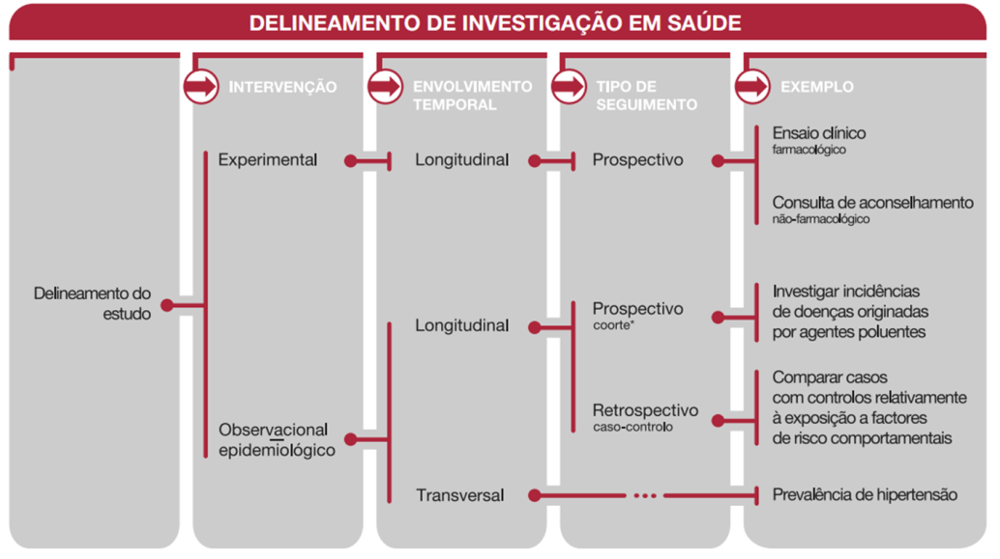 DELINEAMENTO DE INVESTIGAÇÃO EM SAÚDE
INTERVENÇÃO
ENVOLVIMENTO
TEMPORAL
TIPO DE
SEGUIMENTO
EXEMPLO
Delineamento do
estudo
Experimental
Longitudinal
Prospectivo
Ensaio clínico
farmacológico
Consulta de aconselhamento
não-farmacológico
Observacional
epidemiológico
Longitudinal
Prospectivo
coorte*
Investigar incidências
de doenças originadas
por agentes poluentes
Retrospectivo
caso-controlo
Comparar casos
com controlos relativamente
à exposição a factores
de risco comportamentais
Transversal
...
Prevalência de hipertensão